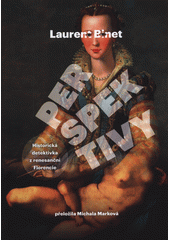 Laurent Binet
PER
SPEK
TIVY
Historická
detektivka
z renesanční
Florencie
přeložila Michala Marková